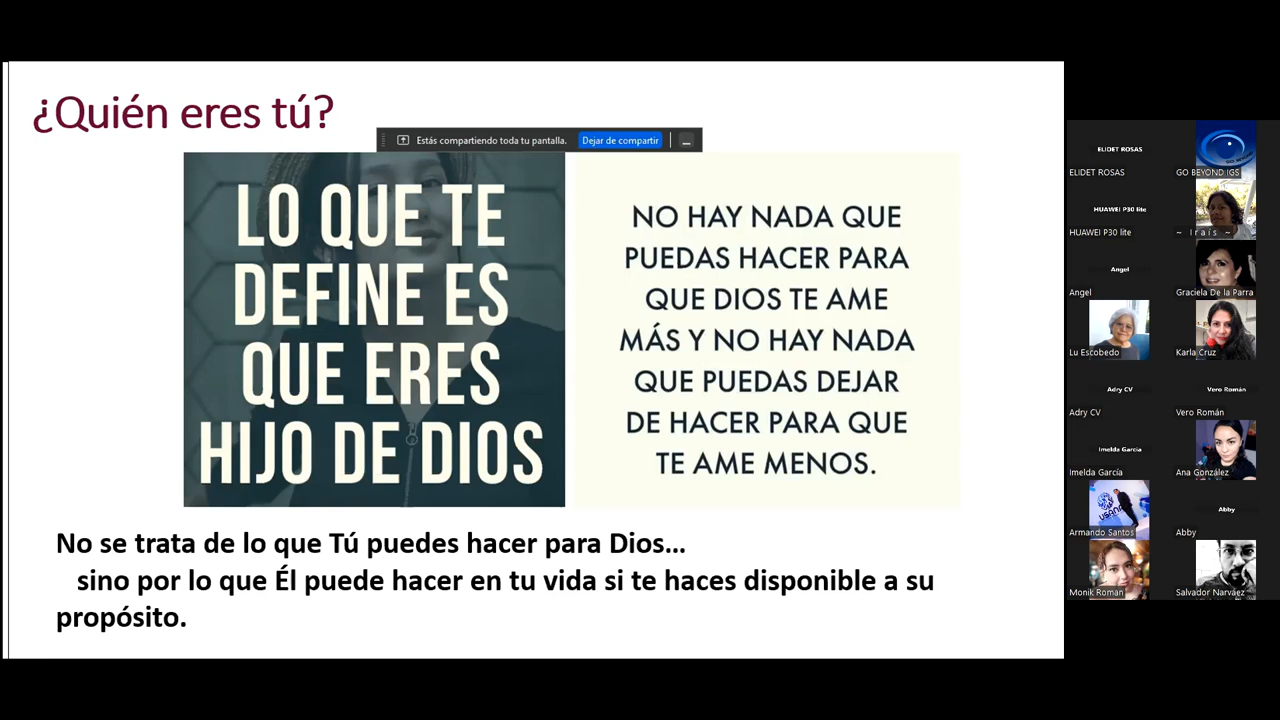 ¿Quién eres tú?
Estás compartiendo toda tu pantalla.
Dejar de compartir
LO QUE TE
DEFINE ES
QUE ERES
HIJO DE DIOS
NO HAY NADA QUE
PUEDAS HACER PARA
QUE DIOS TE AME
MÁS Y NO HAY NADA
QUE PUEDAS DEJAR
DE HACER PARA QUE
TE AME MENOS.
No se trata de lo que Tú puedes hacer para Dios...
sino por lo que Él puede hacer en tu vida si te haces disponible a su
propósito.
ELIDET ROSAS
ELIDET ROSAS
GO BEYOND IGS
HUAWEI P30 lite
HUAWEI P30 lite
~ Irais ~
Angel
Angel
Graciela De la Parra
Lu Escobedo
Karla Cruz
Adry CV
Adry CV
Vero Román
Vero Román
Imelda García
Imelda García
Ana González
USANA
Armando Santos
Abby
Abby
Monik Roman
Salvador Narváez